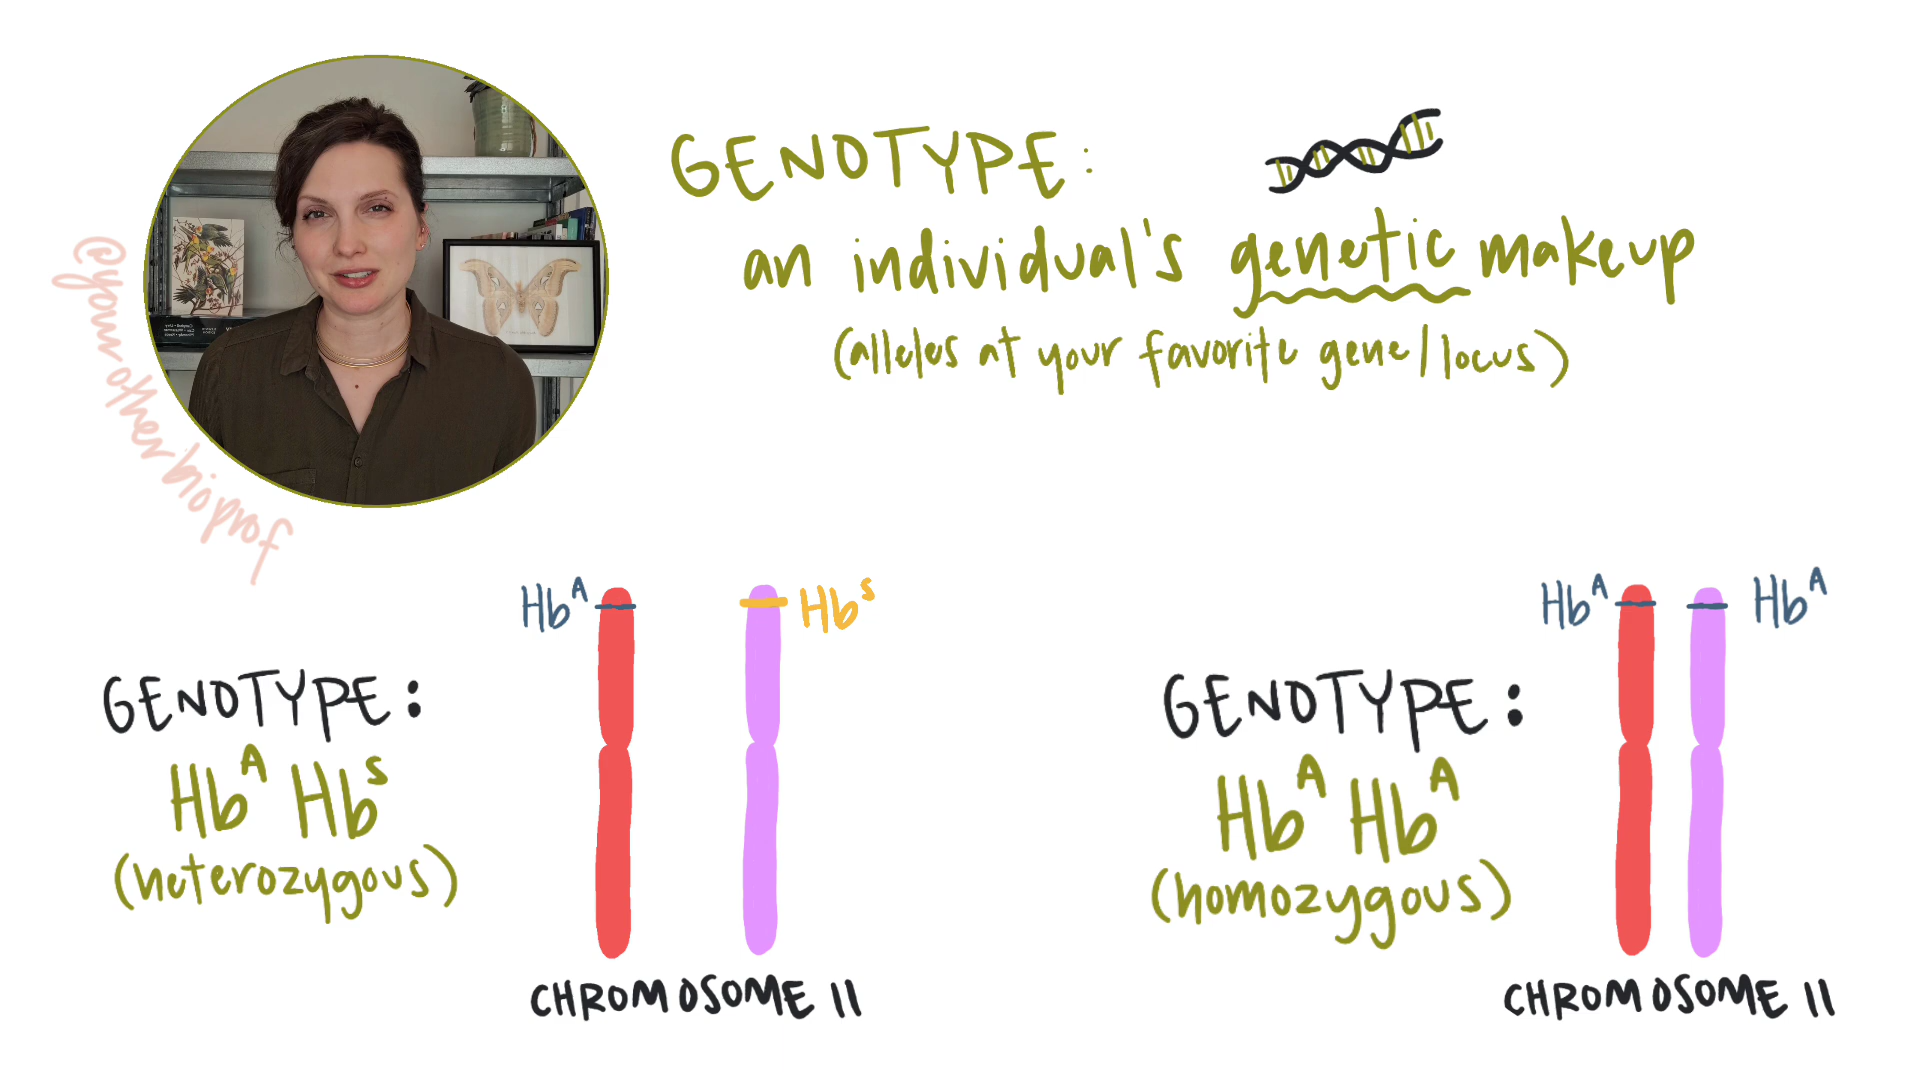 @yourotherbioprof
GENOTYPE:
an individual's genetic makeup
(alleles at your favorite gene/locus)
Hb^A
Hb^S
GENOTYPE:
Hb^A Hb^S
(heterozygous)
CHROMOSOME 11
Hb^A
Hb^A
GENOTYPE:
Hb^A Hb^A
(homozygous)
CHROMOSOME 11